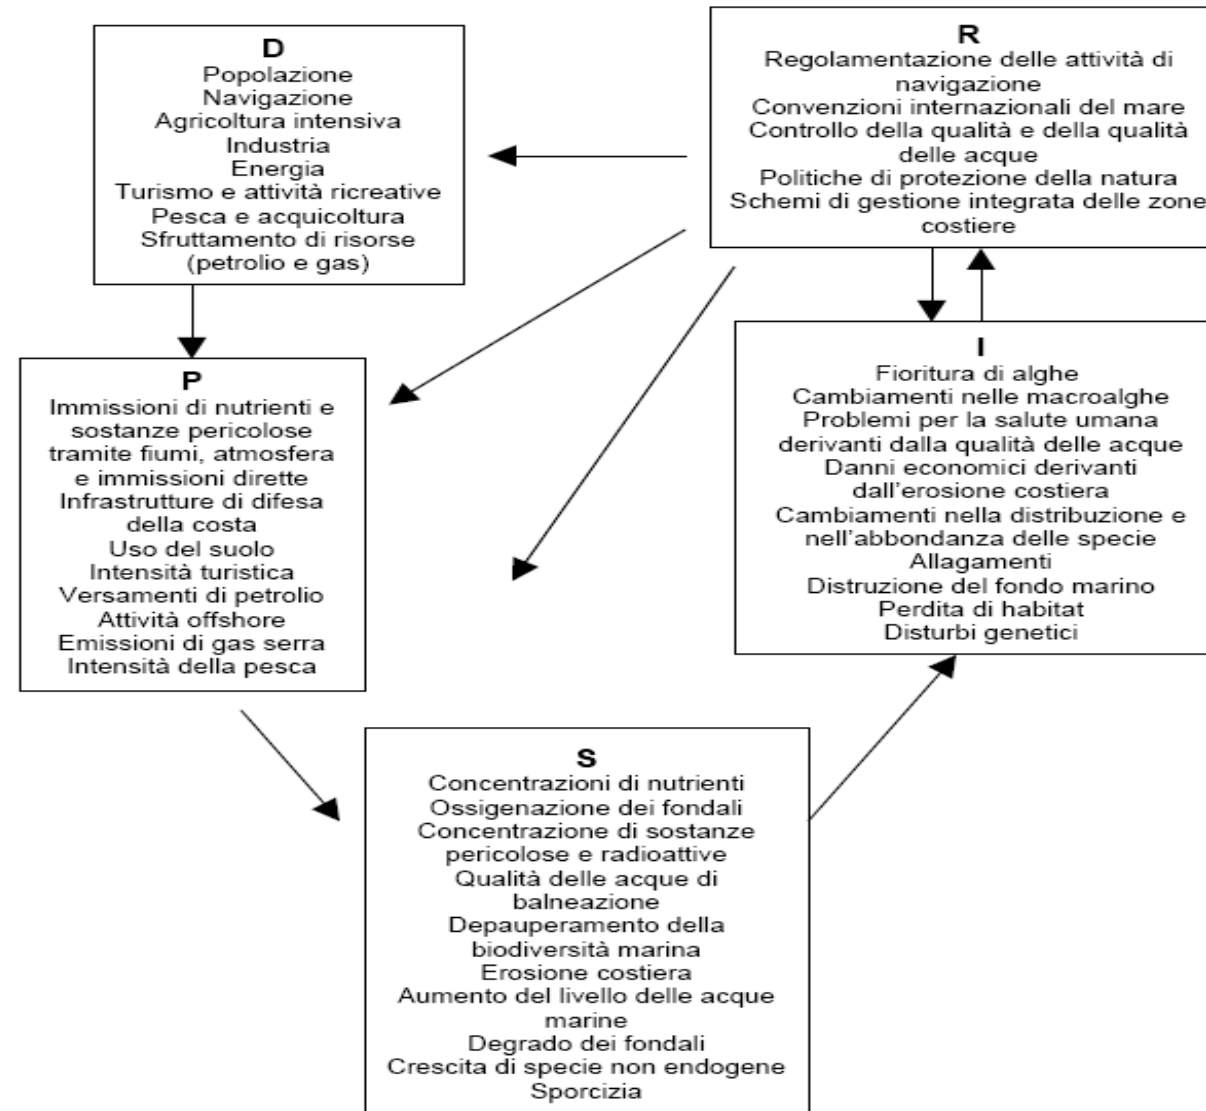 D
Popolazione
Navigazione
Agricoltura intensiva
Industria
Energia
Turismo e attività ricreative
Pesca e acquicoltura
Sfruttamento di risorse
(petrolio e gas)
R
Regolamentazione delle attività di
navigazione
Convenzioni internazionali del mare
Controllo della qualità e della qualità
delle acque
Politiche di protezione della natura
Schemi di gestione integrata delle zone
costiere
P
Immissioni di nutrienti e
sostanze pericolose
tramite fiumi, atmosfera
e immissioni dirette
Infrastrutture di difesa
della costa
Uso del suolo
Intensità turistica
Versamenti di petrolio
Attività offshore
Emissioni di gas serra
Intensità della pesca
I
Fioritura di alghe
Cambiamenti nelle macroalghe
Problemi per la salute umana
derivanti dalla qualità delle acque
Danni economici derivanti
dall'erosione costiera
Cambiamenti nella distribuzione e
nell'abbondanza delle specie
Allagamenti
Distruzione del fondo marino
Perdita di habitat
Disturbi genetici
S
Concentrazioni di nutrienti
Ossigenazione dei fondali
Concentrazione di sostanze
pericolose e radioattive
Qualità delle acque di
balneazione
Depauperamento della
biodiversità marina
Erosione costiera
Aumento del livello delle acque
marine
Degrado dei fondali
Crescita di specie non endogene
Sporcizia